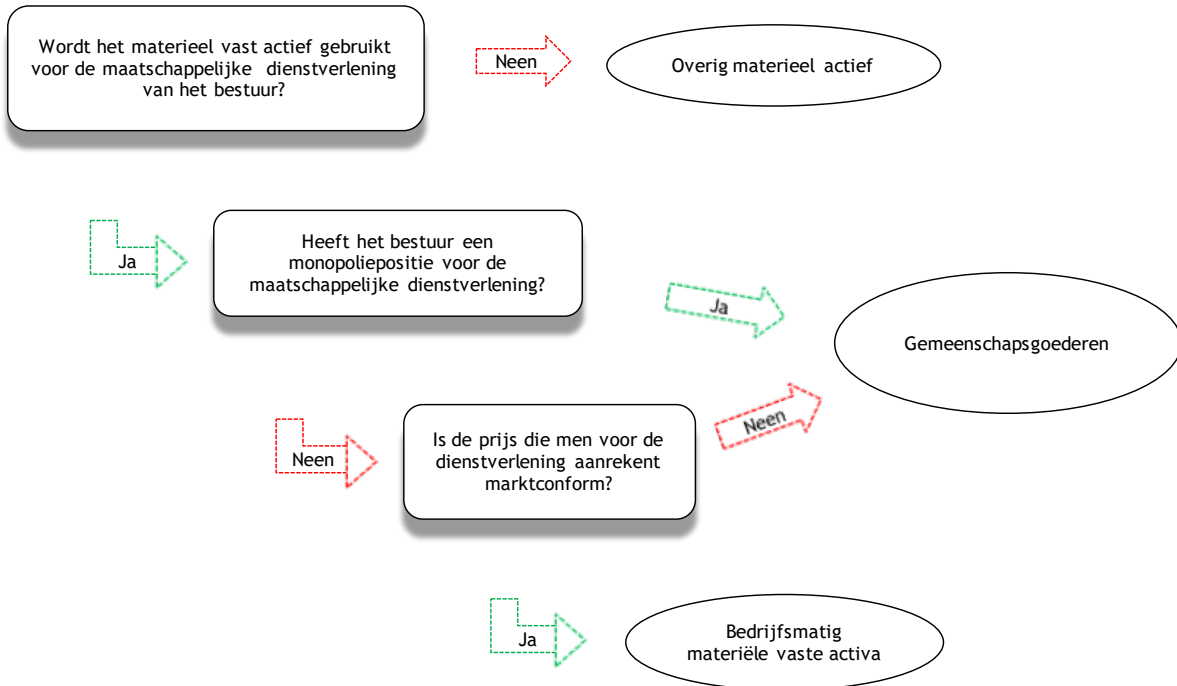 Wordt het materieel vast actief gebruikt
voor de maatschappelijke dienstverlening
van het bestuur?
Neen
Overig materieel actief
Ja
Heeft het bestuur een
monopoliepositie voor de
maatschappelijke dienstverlening?
Ja
Gemeenschapsgoederen
Neen
Is de prijs die men voor de
dienstverlening aanrekent
marktconform?
Neen
Ja
Bedrijfsmatig
materiële vaste activa